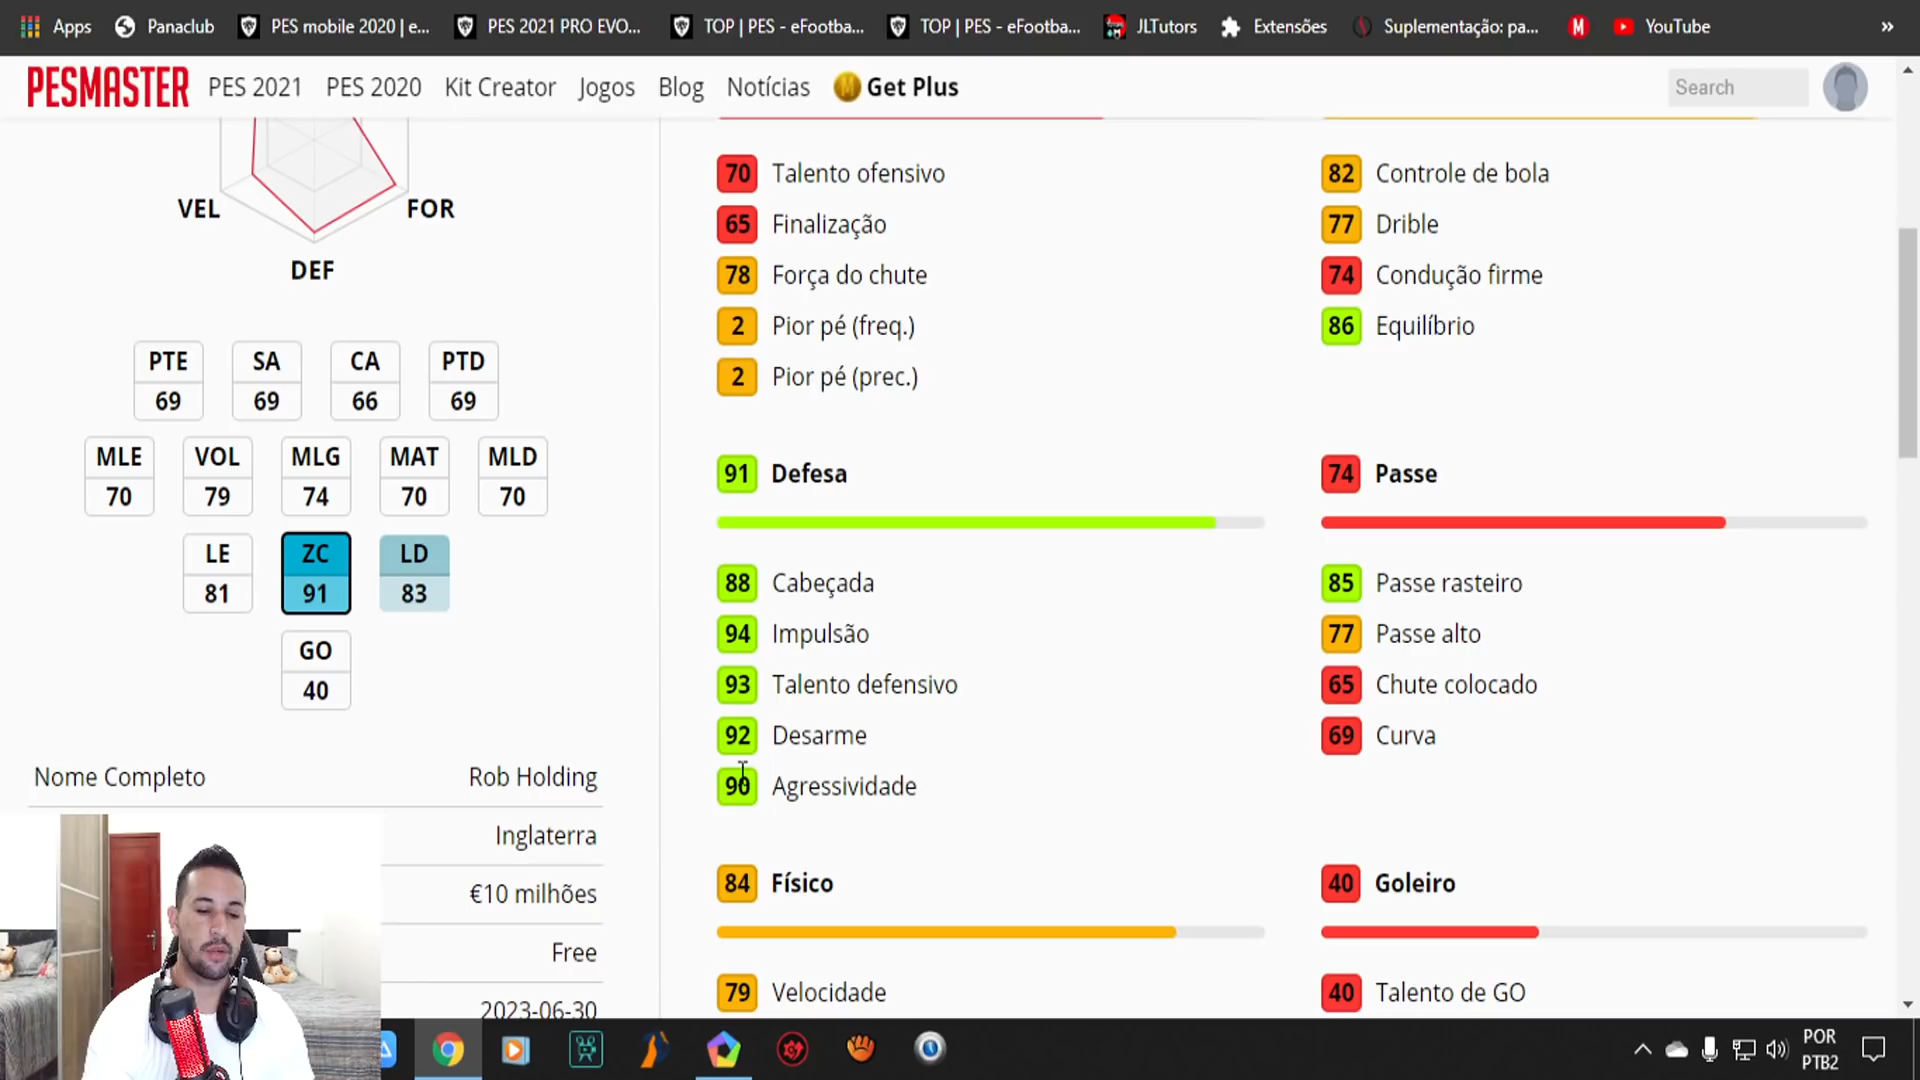 Apps Panaclub PES mobile 2020 | e... PES 2021 PRO EVO... TOP | PES - eFootba... TOP | PES - eFootba... JLTutors Extensões Suplementação: pa... YouTube »
PESMASTER PES 2021 PES 2020 Kit Creator Jogos Blog Notícias Get Plus Search
VEL FOR
DEF
PTE SA CA PTD
69 69 66 69
MLE VOL MLG MAT MLD
70 79 74 70 70
LE ZC LD
81 91 83
GO
40
Nome Completo Rob Holding
Inglaterra
€10 milhões
Free
2023-06-30
70 Talento ofensivo
65 Finalização
78 Força do chute
2 Pior pé (freq.)
2 Pior pé (prec.)
82 Controle de bola
77 Drible
74 Condução firme
86 Equilíbrio
91 Defesa
88 Cabeçada
94 Impulsão
93 Talento defensivo
92 Desarme
90 Agressividade
74 Passe
85 Passe rasteiro
77 Passe alto
65 Chute colocado
69 Curva
84 Físico
79 Velocidade
40 Goleiro
40 Talento de GO
POR
PTB2